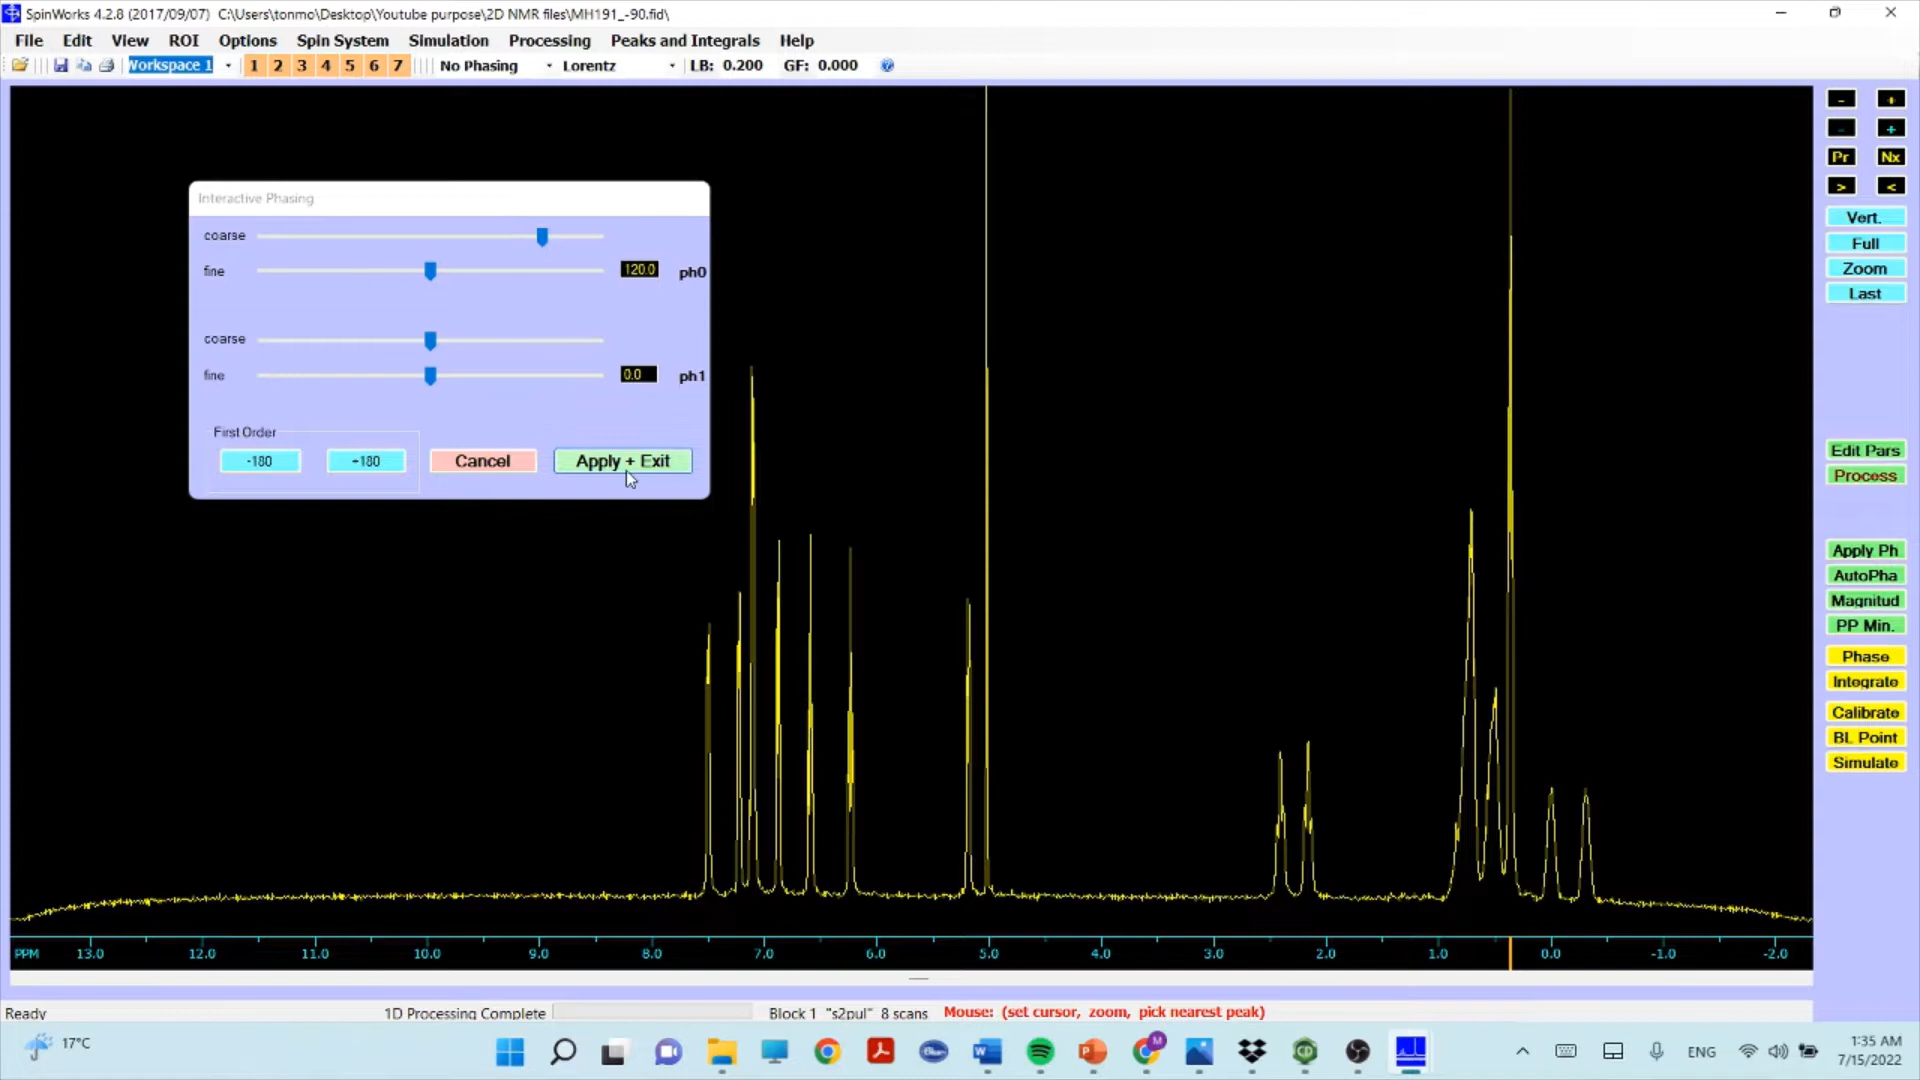 SpinWorks 4.2.8 (2017/09/07) C:\Users\tonmo\Desktop\Youtube purpose\2D NMR files\MH191_-90.fid\
File Edit View ROI Options Spin System Simulation Processing Peaks and Integrals Help
Workspace 1 1 2 3 4 5 6 7 No Phasing Lorentz LB: 0.200 GF: 0.000
- +
- +
Pr Nx
> <
Vert.
Full
Zoom
Last
Interactive Phasing
coarse
fine 120.0 ph0
coarse
fine 0.0 ph1
First Order
-180 +180 Cancel Apply + Exit
Edit Pars
Process
Apply Ph
AutoPha
Magnitud
PP Min.
Phase
Integrate
Calibrate
BL Point
Simulate
PPM 13.0 12.0 11.0 10.0 9.0 8.0 7.0 6.0 5.0 4.0 3.0 2.0 1.0 0.0 -1.0 -2.0
Ready 1D Processing Complete Block 1 "s2pul" 8 scans Mouse: (set cursor, zoom, pick nearest peak)
17°C ENG 1:35 AM
7/15/2022